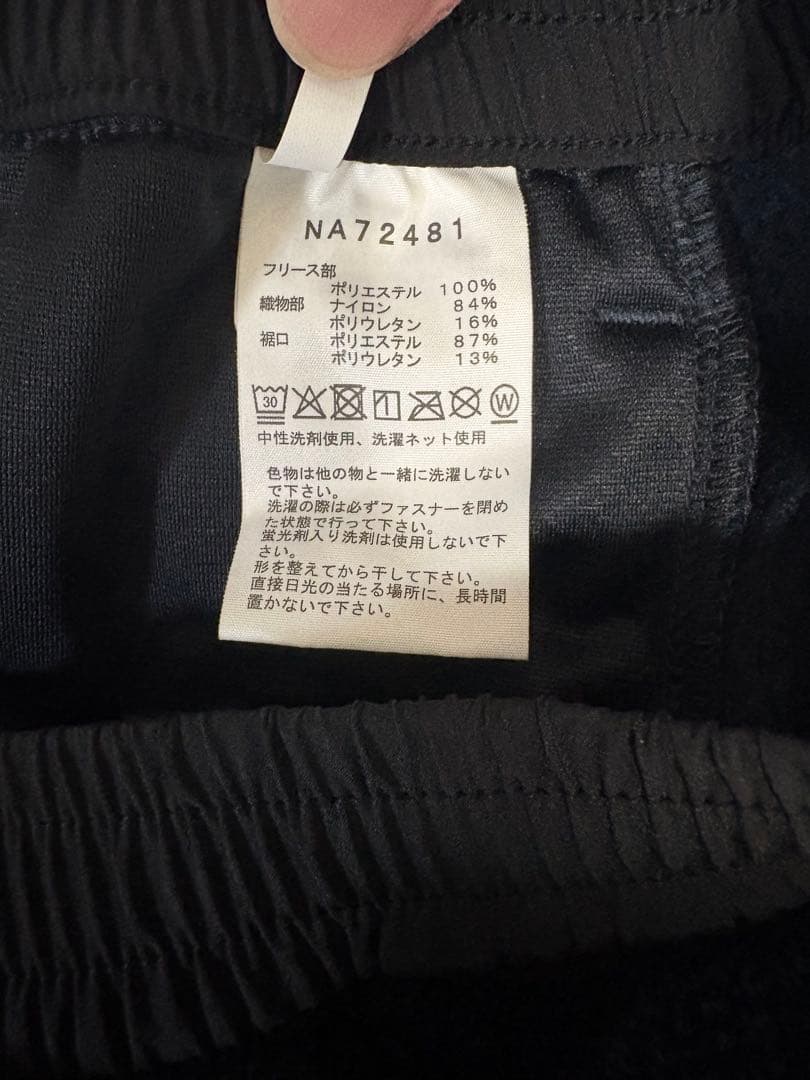 NA72481
フリース部
ポリエステル 100%
織物部 ナイロン 84%
ポリウレタン 16%
裾口 ポリエステル 87%
ポリウレタン 13%
30 W
中性洗剤使用、洗濯ネット使用
色物は他の物と一緒に洗濯しない
で下さい。
洗濯の際は必ずファスナーを閉め
た状態で行って下さい。
蛍光剤入り洗剤は使用しないで下
さい。
形を整えてから干して下さい。
直接日光の当たる場所に、長時間
置かないで下さい。